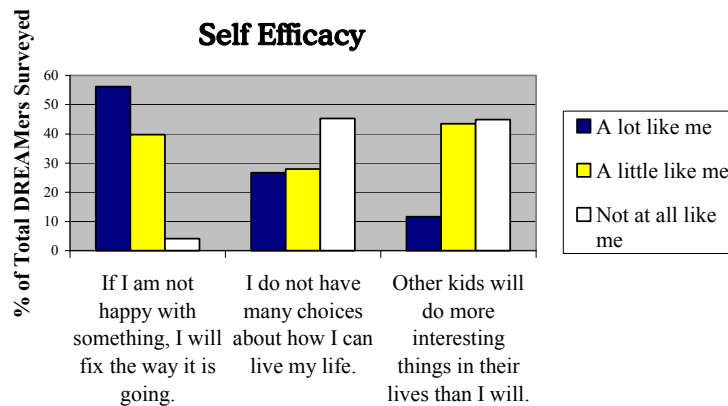 Self Efficacy
% of Total DREAMers Surveyed
60
50
40
30
20
10
0
If I am not
happy with
something, I will
fix the way it is
going.
I do not have
many choices
about how I can
live my life.
Other kids will
do more
interesting
things in their
lives than I will.
A lot like me
A little like me
Not at all like
me